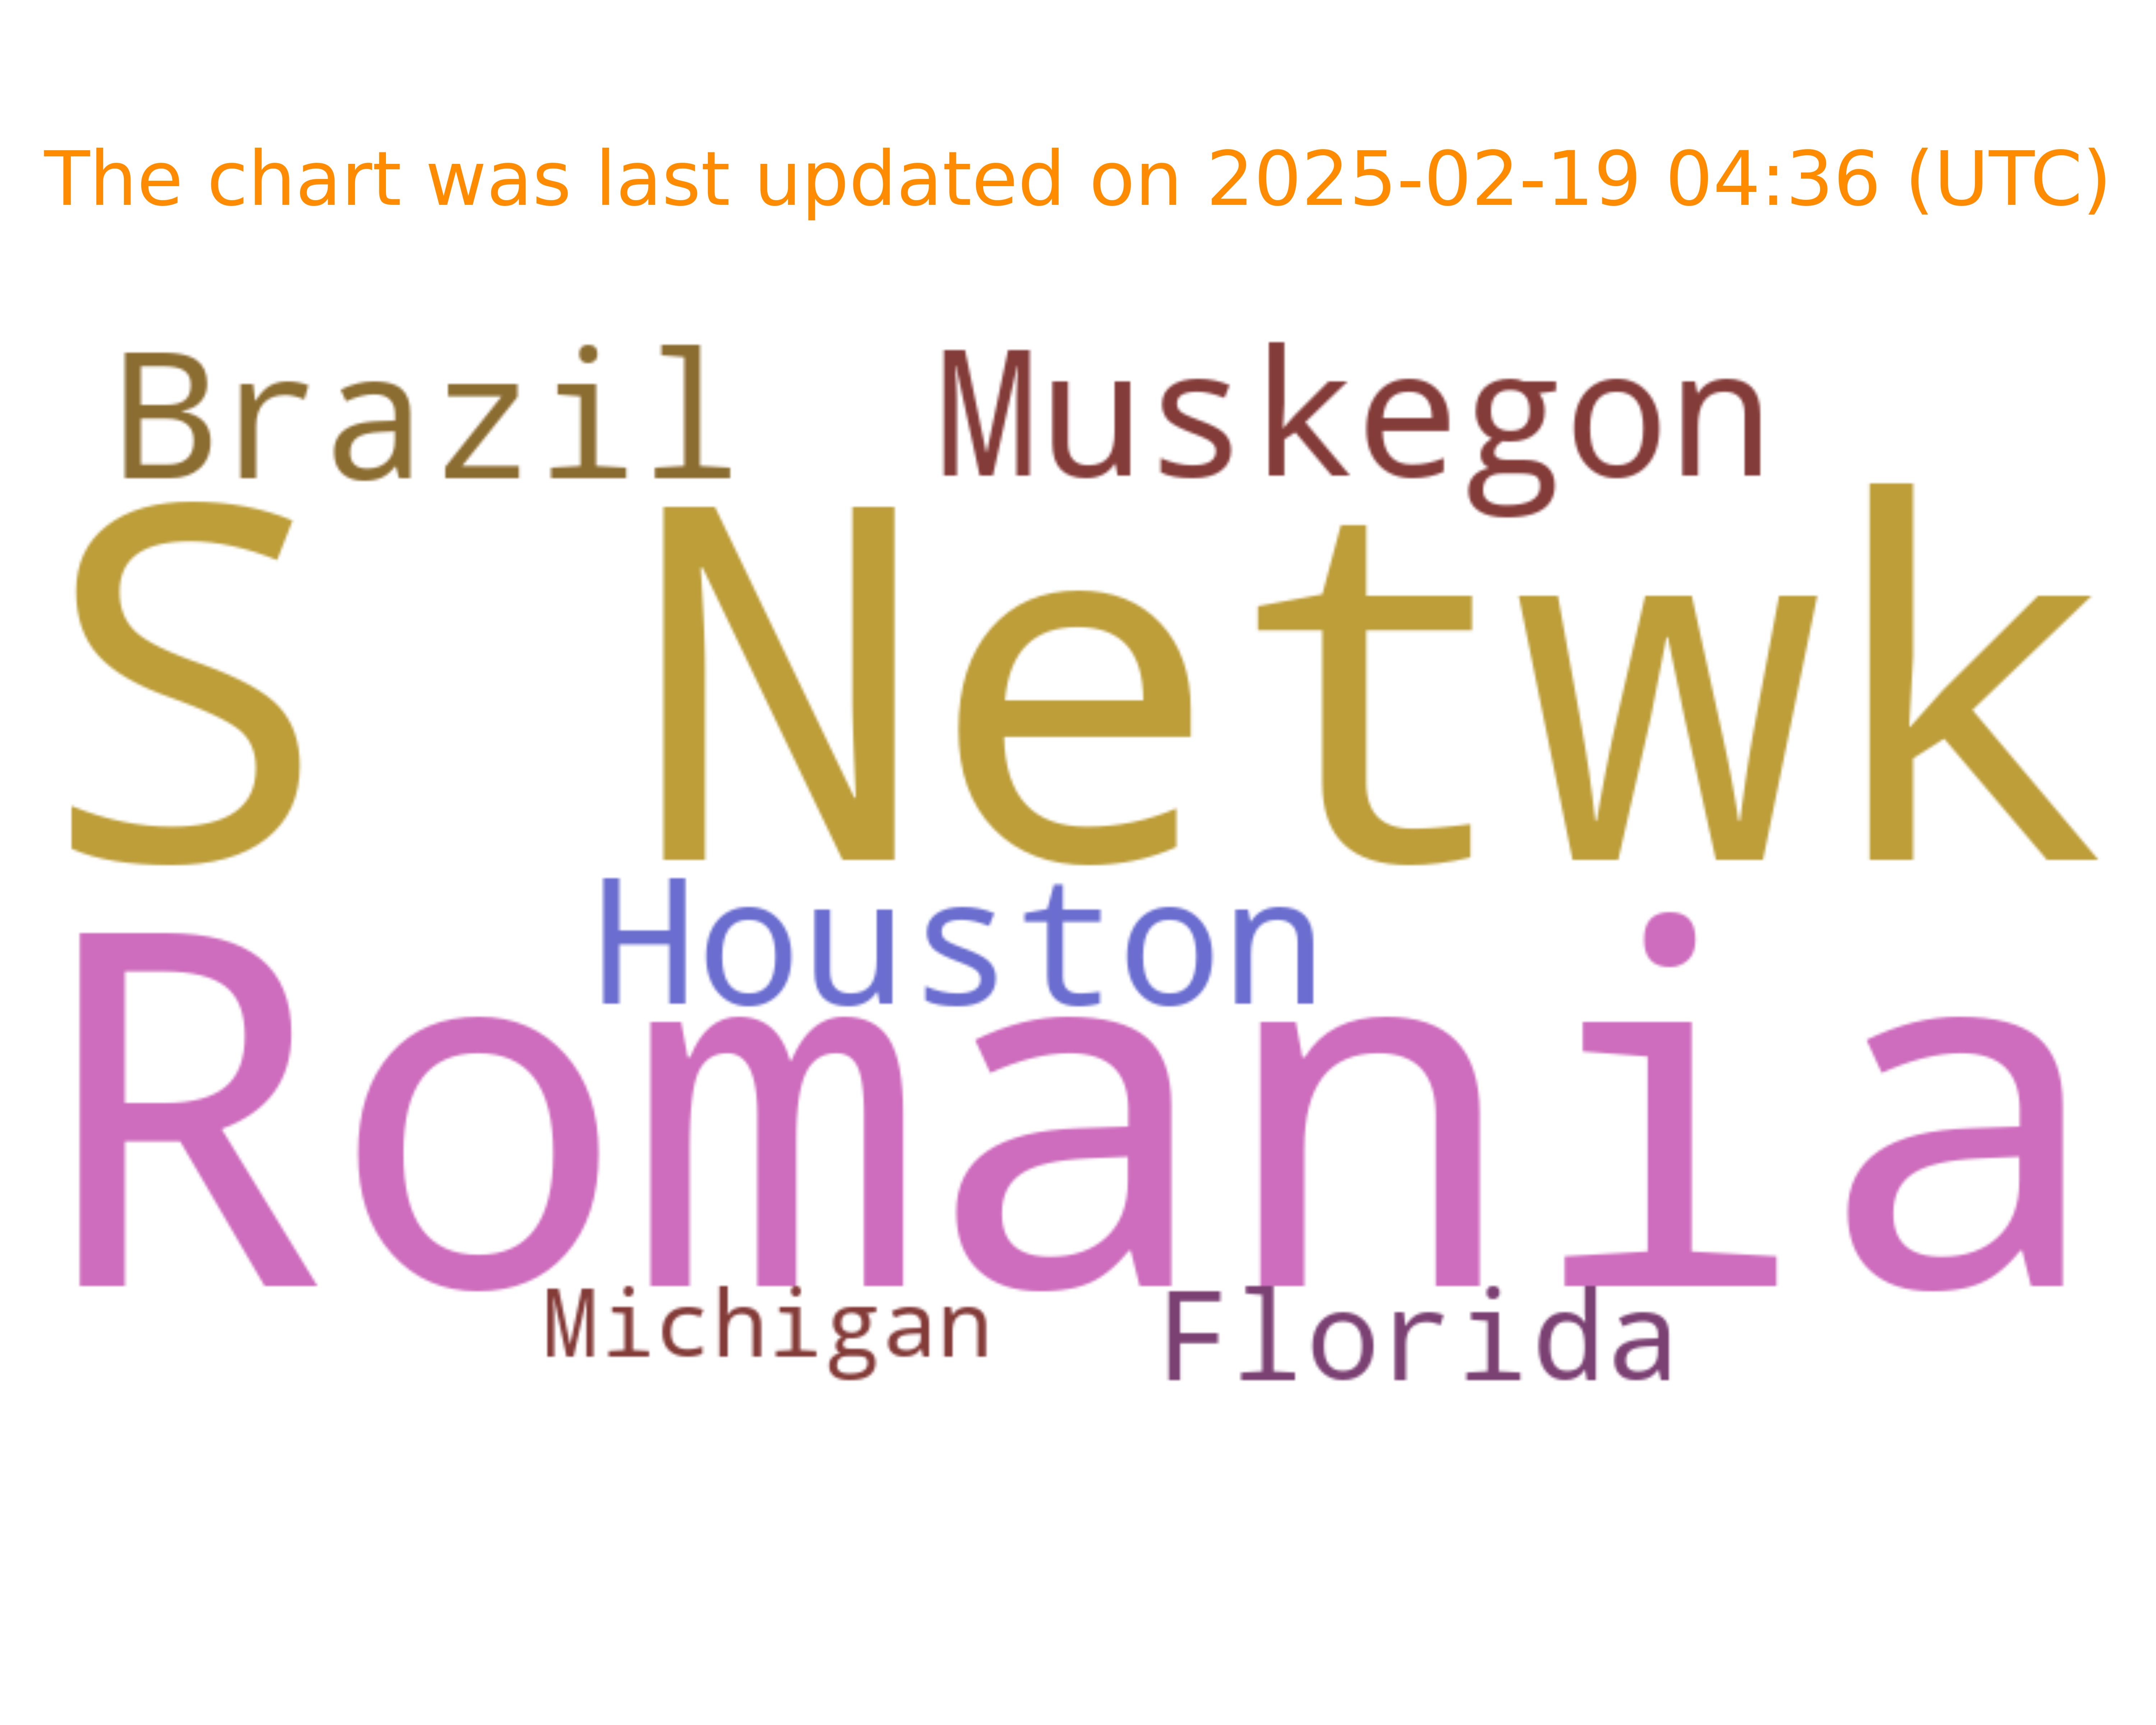 The chart was last updated on 2025-02-19 04:36 (UTC)
Brazil Muskegon
S Netwk
Houston
Romania
Michigan Florida